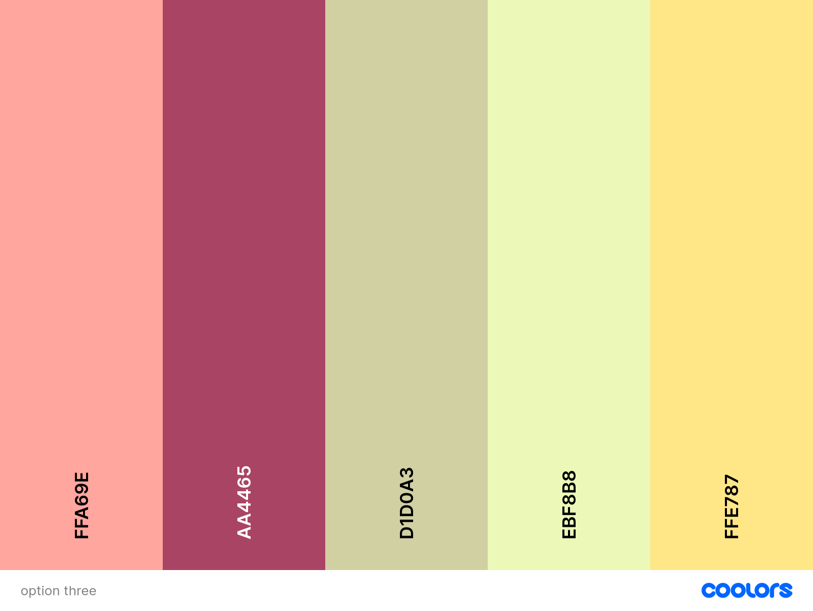 FFA69E
AA4465
D1D0A3
EBF8B8
FFE787
option three
coolors